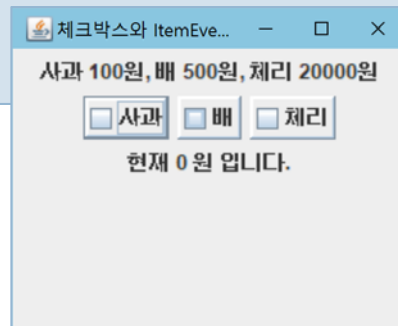 체크박스와 ItemEve...
사과 100원, 배 500원, 체리 20000원
사과 배 체리
현재 0 원 입니다.